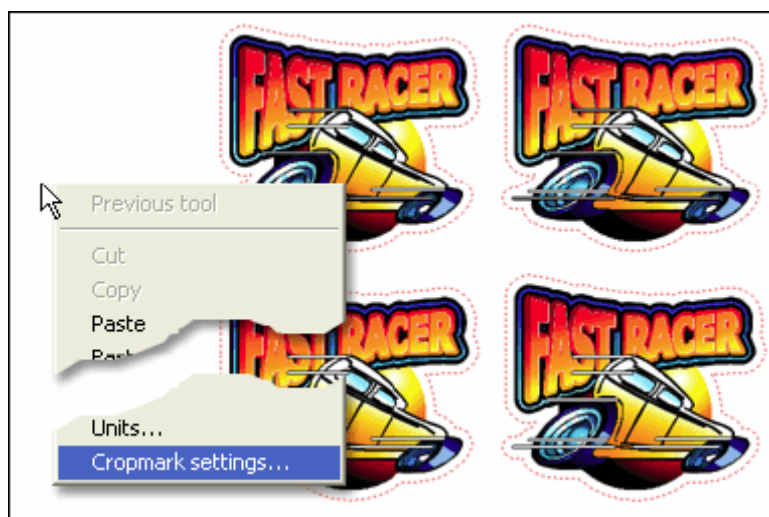 FAST RACER
FAST RACER
Previous tool
Cut
Copy
Paste
FAST RACER
FAST RACER
Units...
Cropmark settings...